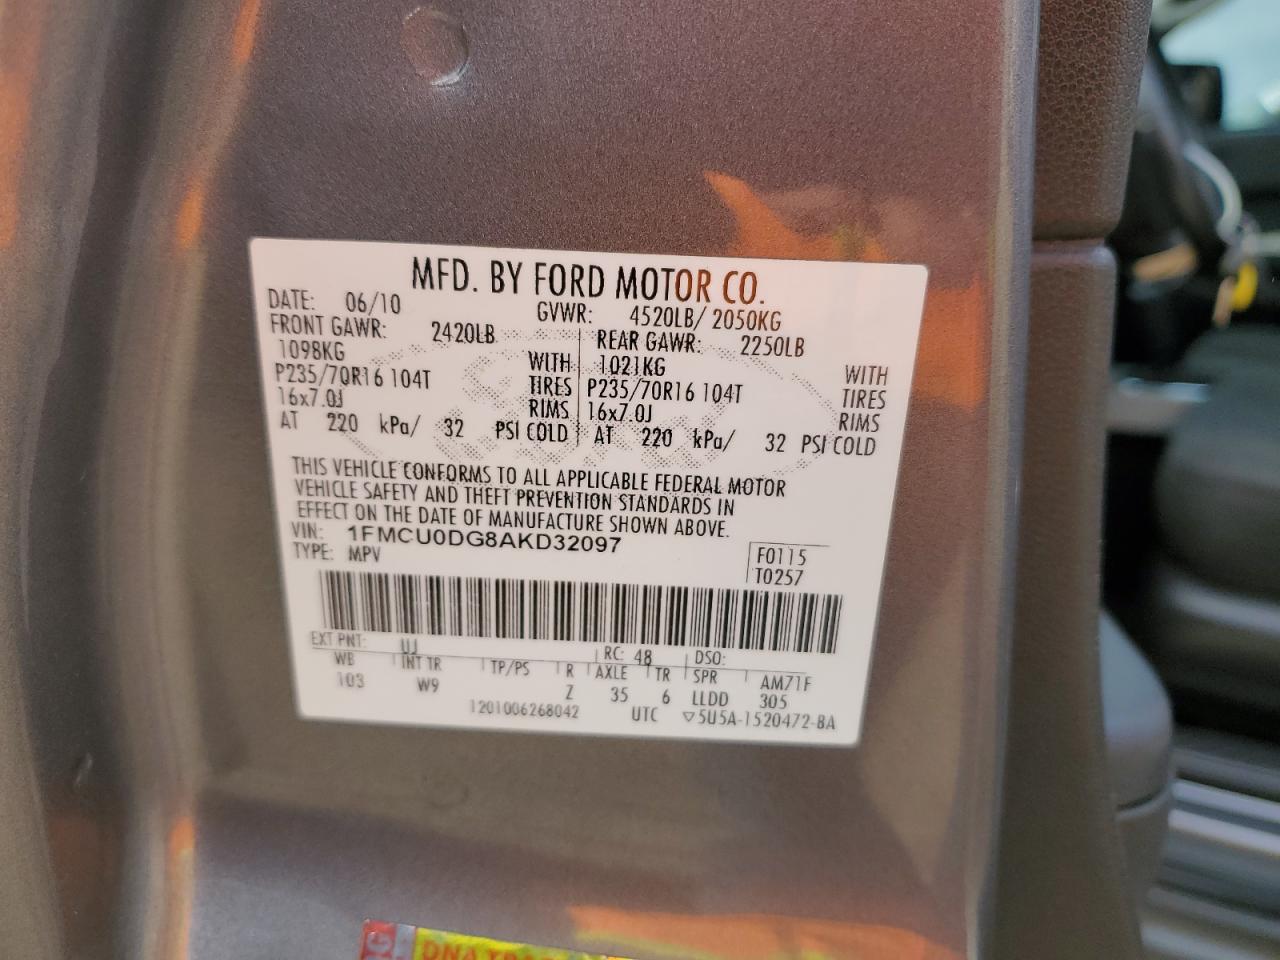 MFD. BY FORD MOTOR CO.
DATE: 06/10 GVWR: 4520LB/ 2050KG
FRONT GAWR: 2420LB REAR GAWR: 2250LB
1098KG WITH 1021KG WITH
P235/70R16 104T TIRES P235/70R16 104T TIRES
16x7.0J RIMS 16x7.0J RIMS
AT 220 kPa/ 32 PSI COLD AT 220 kPa/ 32 PSI COLD
THIS VEHICLE CONFORMS TO ALL APPLICABLE FEDERAL MOTOR
VEHICLE SAFETY AND THEFT PREVENTION STANDARDS IN
EFFECT ON THE DATE OF MANUFACTURE SHOWN ABOVE.
VIN: 1FMCU0DG8AKD32097
TYPE: MPV
F0115
T0257
EXT PNT: UJ RC: 48 DSO:
WB INT TR TP/PS R AXLE TR SPR AM71F
103 W9 Z 35 6 LLDD 305
1201006268042 UTC ▽5U5A-1520472-BA
DNA